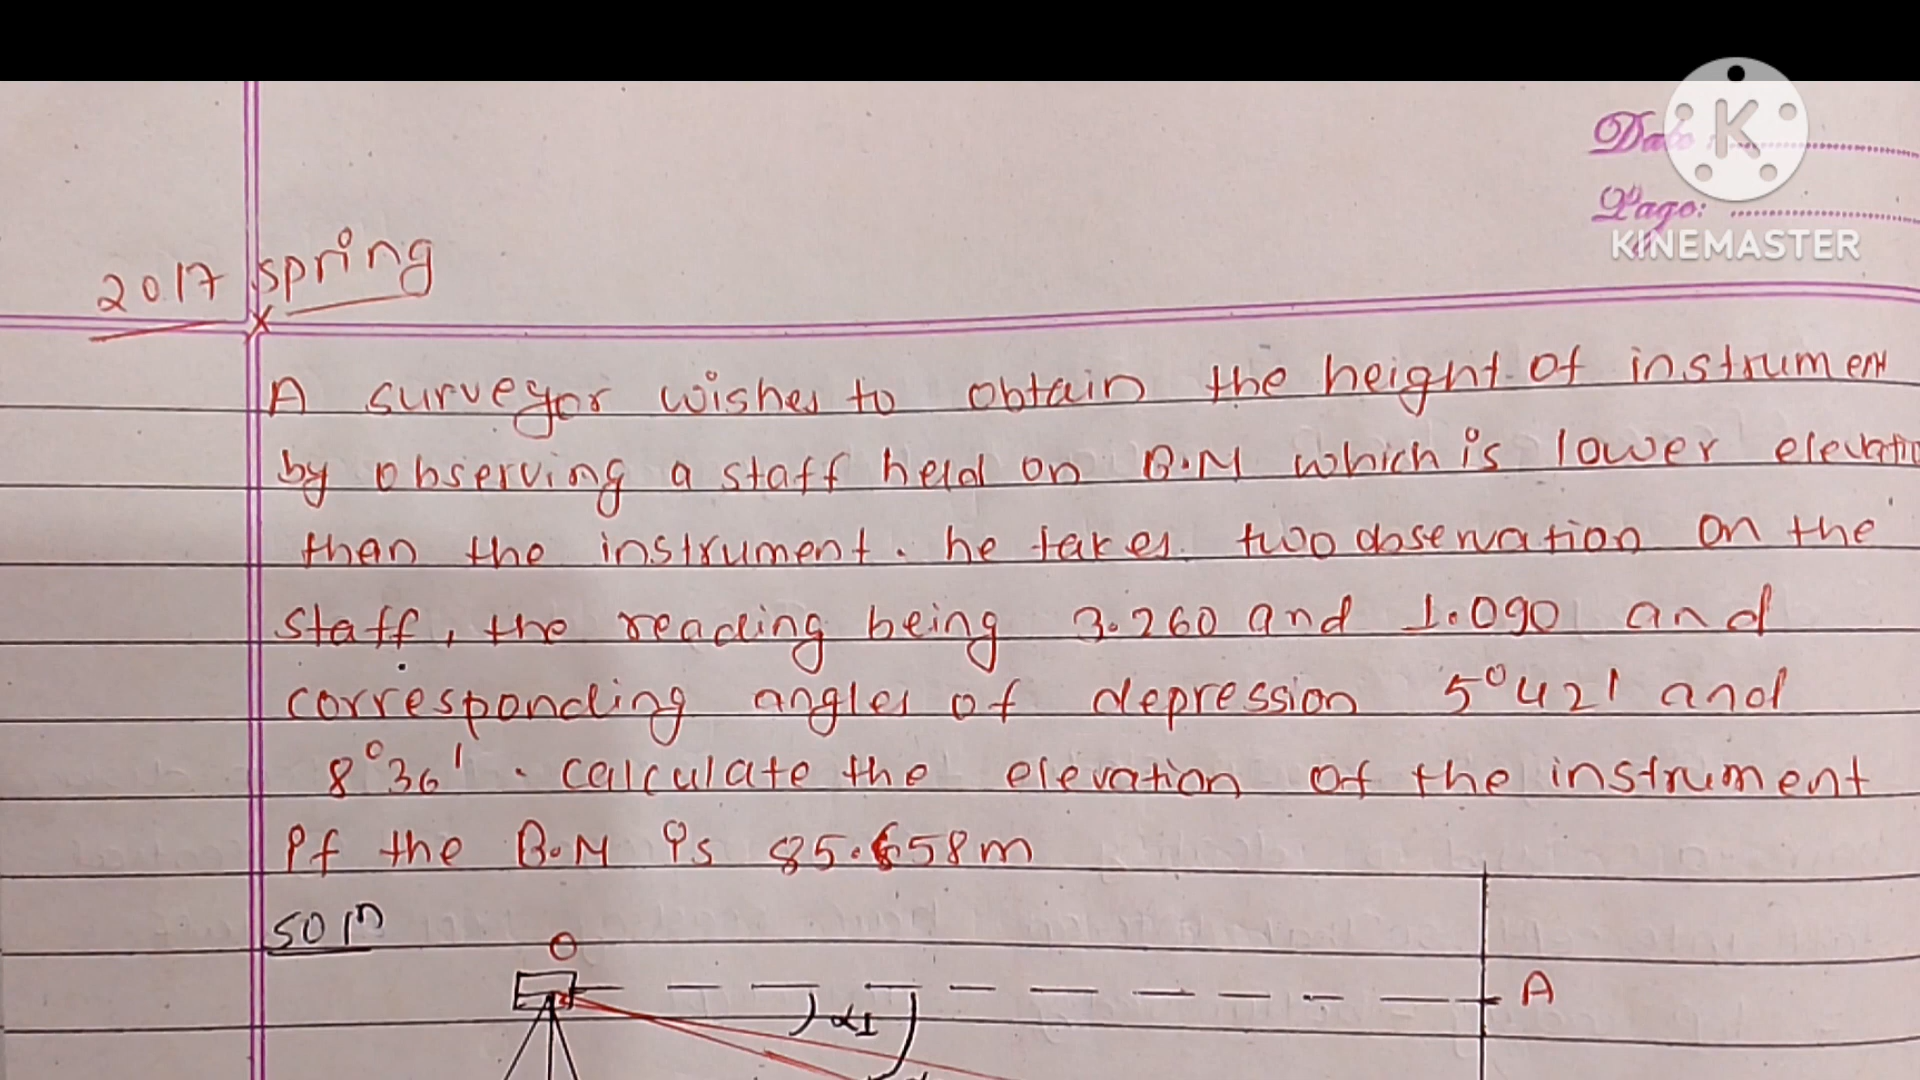 Date:
Page:
KINEMASTER
2017 spring
A surveyor wishes to obtain the height of instrument
by observing a staff held on B.M which is lower elevatio
than the instrument. he takes two observation on the
staff, the reading being 3.260 and 1.090 and
corresponding angles of depression 5°42' and
8°36'. calculate the elevation of the instrument
if the B.M is 85.658m
sol^n
O
α1
A